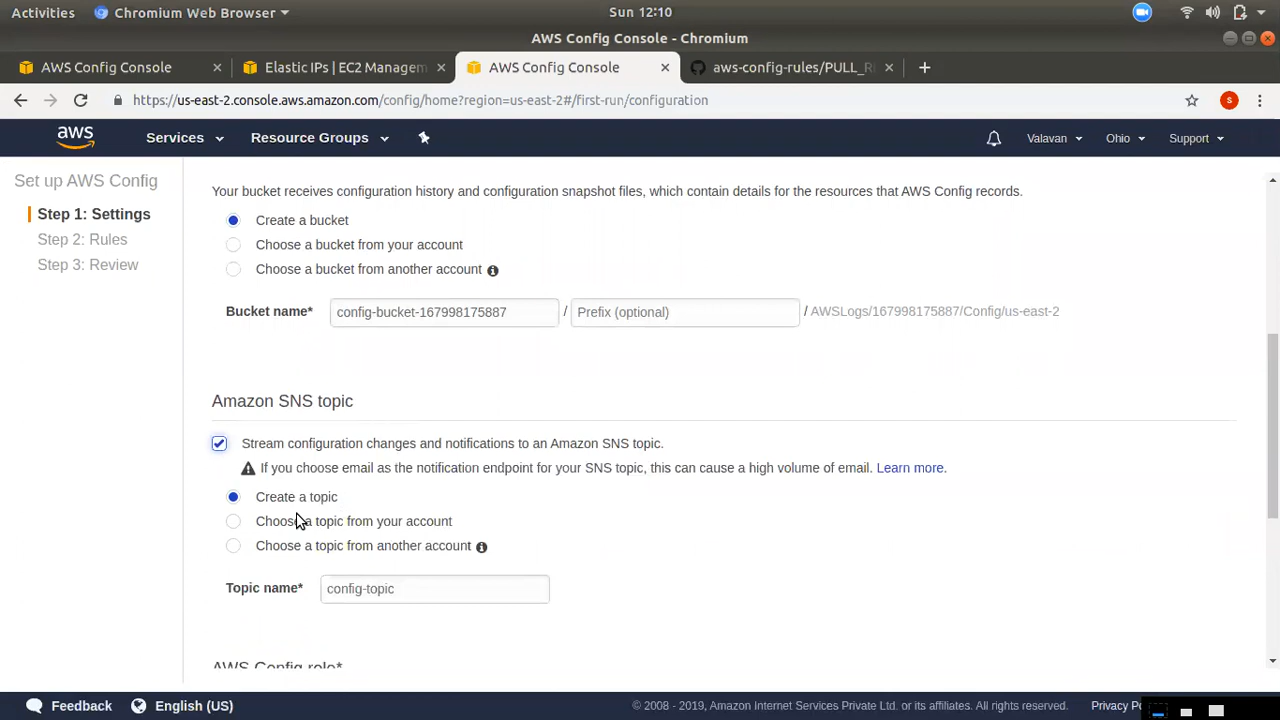 Activities Chromium Web Browser Sun 12:10
AWS Config Console - Chromium
AWS Config Console Elastic IPs | EC2 Managem AWS Config Console aws-config-rules/PULL_RE
https://us-east-2.console.aws.amazon.com/config/home?region=us-east-2#/first-run/configuration S
aws Services Resource Groups Valavan Ohio Support
Set up AWS Config
Step 1: Settings
Step 2: Rules
Step 3: Review
Your bucket receives configuration history and configuration snapshot files, which contain details for the resources that AWS Config records.
Create a bucket
Choose a bucket from your account
Choose a bucket from another account
Bucket name* config-bucket-167998175887 / Prefix (optional) / AWSLogs/167998175887/Config/us-east-2
Amazon SNS topic
Stream configuration changes and notifications to an Amazon SNS topic.
If you choose email as the notification endpoint for your SNS topic, this can cause a high volume of email. Learn more.
Create a topic
Choose a topic from your account
Choose a topic from another account
Topic name* config-topic
AWS Config role*
Feedback English (US) © 2008 - 2019, Amazon Internet Services Private Ltd. or its affiliates. All rights reserved. Privacy Po